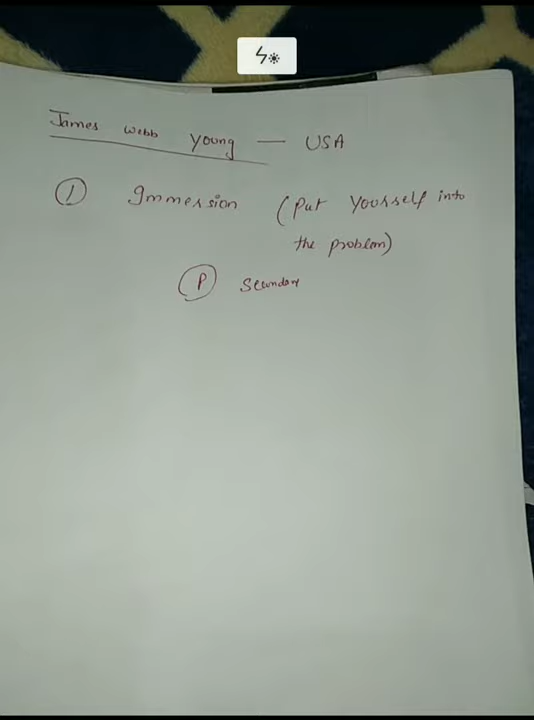 James Webb Young — USA
① Immersion (Put Yourself into
the problem)
Ⓟ Secondary